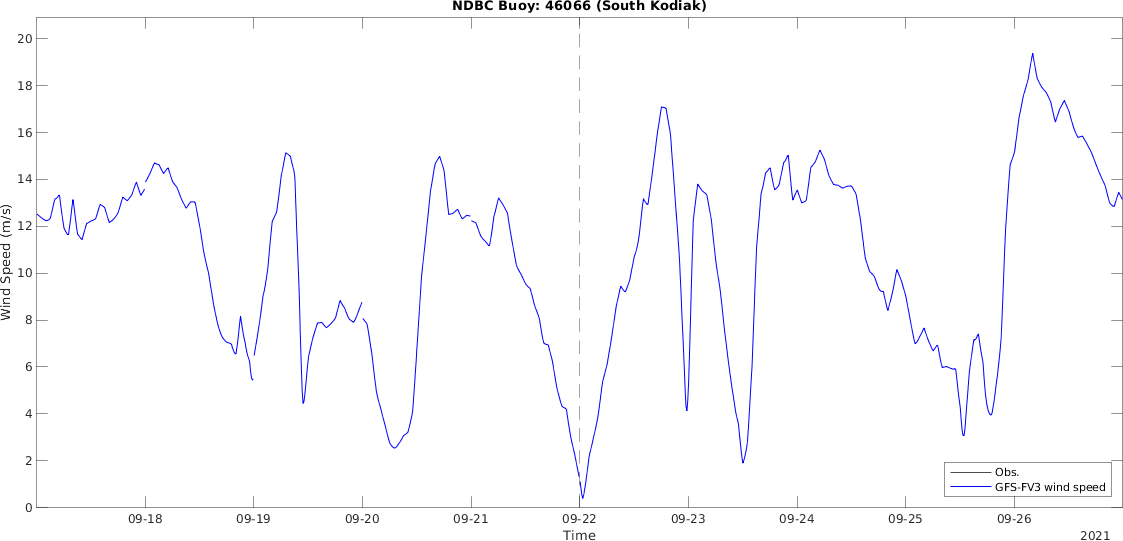 NDBC Buoy: 46066 (South Kodiak)
Wind Speed (m/s)
20
18
16
14
12
10
8
6
4
2
0
Obs.
GFS-FV3 wind speed
09-18 09-19 09-20 09-21 09-22 09-23 09-24 09-25 09-26
Time
2021